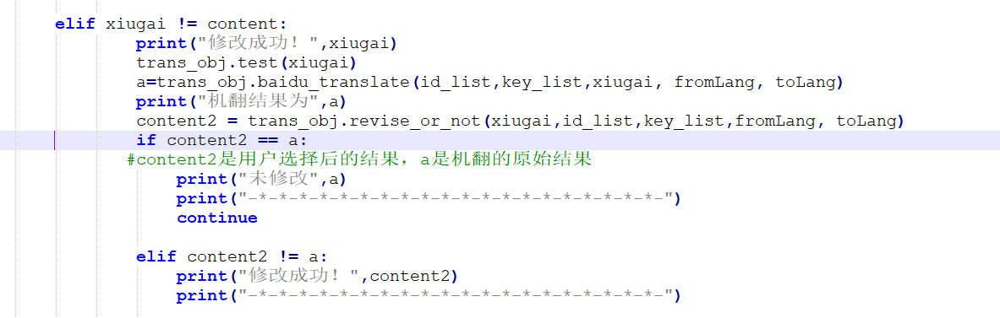 elif xiugai != content:
print("修改成功！",xiugai)
trans_obj.test(xiugai)
a=trans_obj.baidu_translate(id_list,key_list,xiugai, fromLang, toLang)
print("机翻结果为",a)
content2 = trans_obj.revise_or_not(xiugai,id_list,key_list,fromLang, toLang)
if content2 == a:
#content2是用户选择后的结果，a是机翻的原始结果
print("未修改",a)
print("-*-*-*-*-*-*-*-*-*-*-*-*-*-*-*-*-*-*-*-*-")
continue
elif content2 != a:
print("修改成功！",content2)
print("-*-*-*-*-*-*-*-*-*-*-*-*-*-*-*-*-*-*-*-*-")